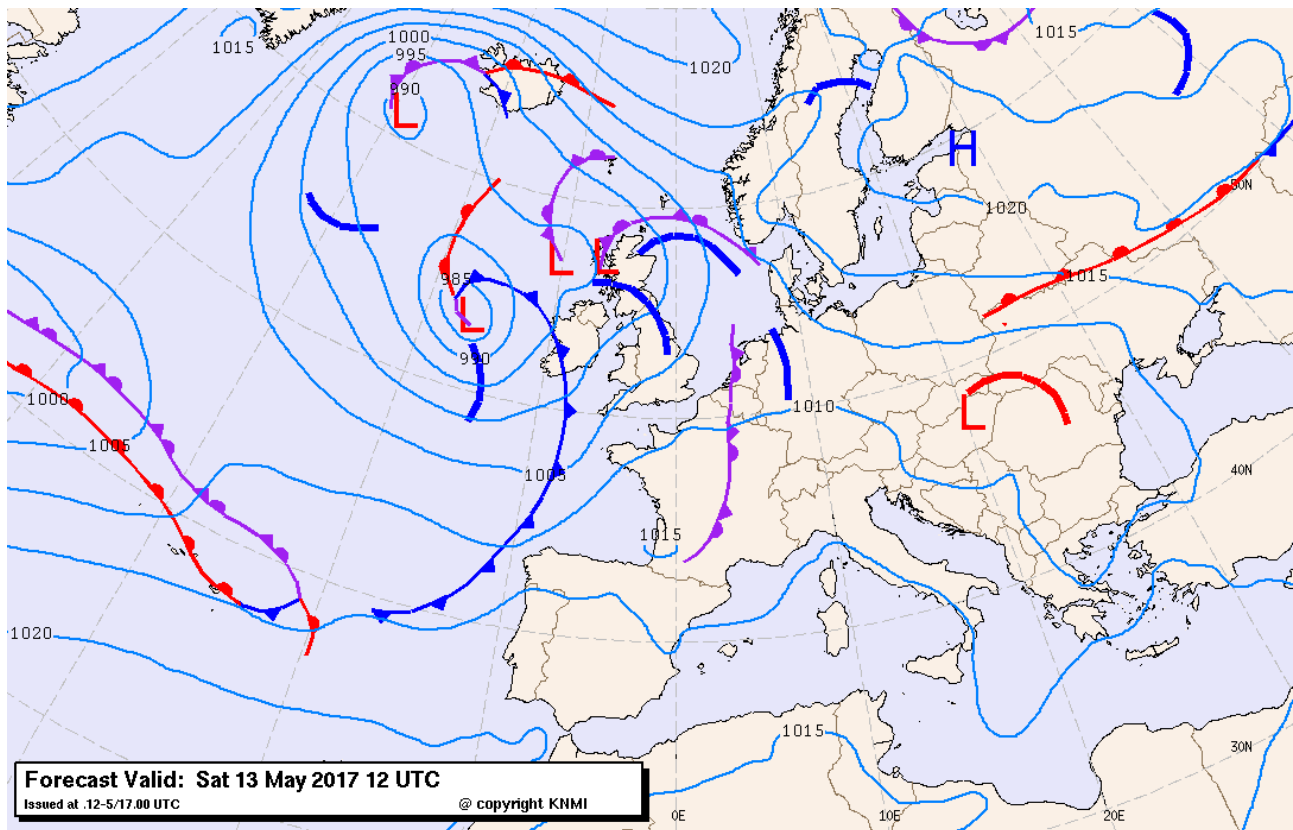 1000
1015
995
1015
1020
990
L
H
50N
1020
L
L
1015
985
L
990
1000
1010
L
1005
40N
1005
1015
1020
1015
30N
Forecast Valid: Sat 13 May 2017 12 UTC
Issued at .12-5/17.00 UTC
@ copyright KNMI
0E
10E
20E